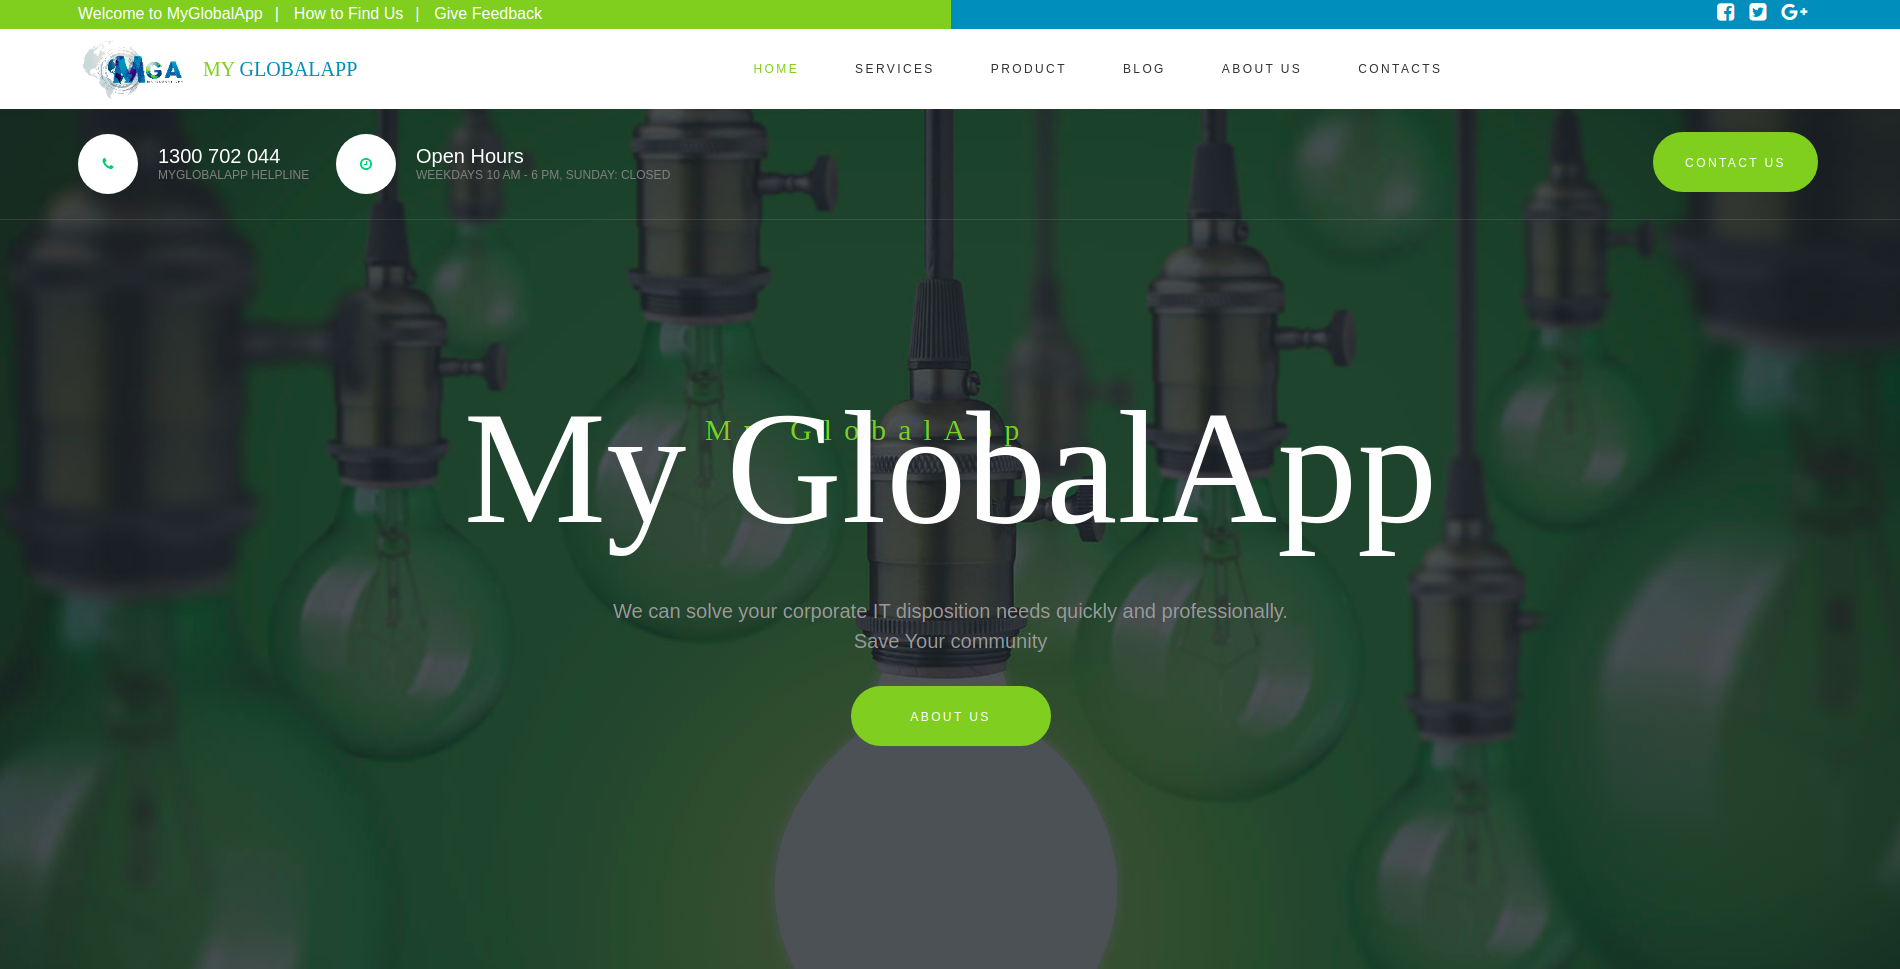 Welcome to MyGlobalApp | How to Find Us | Give Feedback
MGA
MY GLOBALAPP
HOME SERVICES PRODUCT BLOG ABOUT US CONTACTS
1300 702 044
MYGLOBALAPP HELPLINE
Open Hours
WEEKDAYS 10 AM - 6 PM, SUNDAY: CLOSED
CONTACT US
My GlobalApp
My GlobalApp
We can solve your corporate IT disposition needs quickly and professionally.
Save Your community
ABOUT US